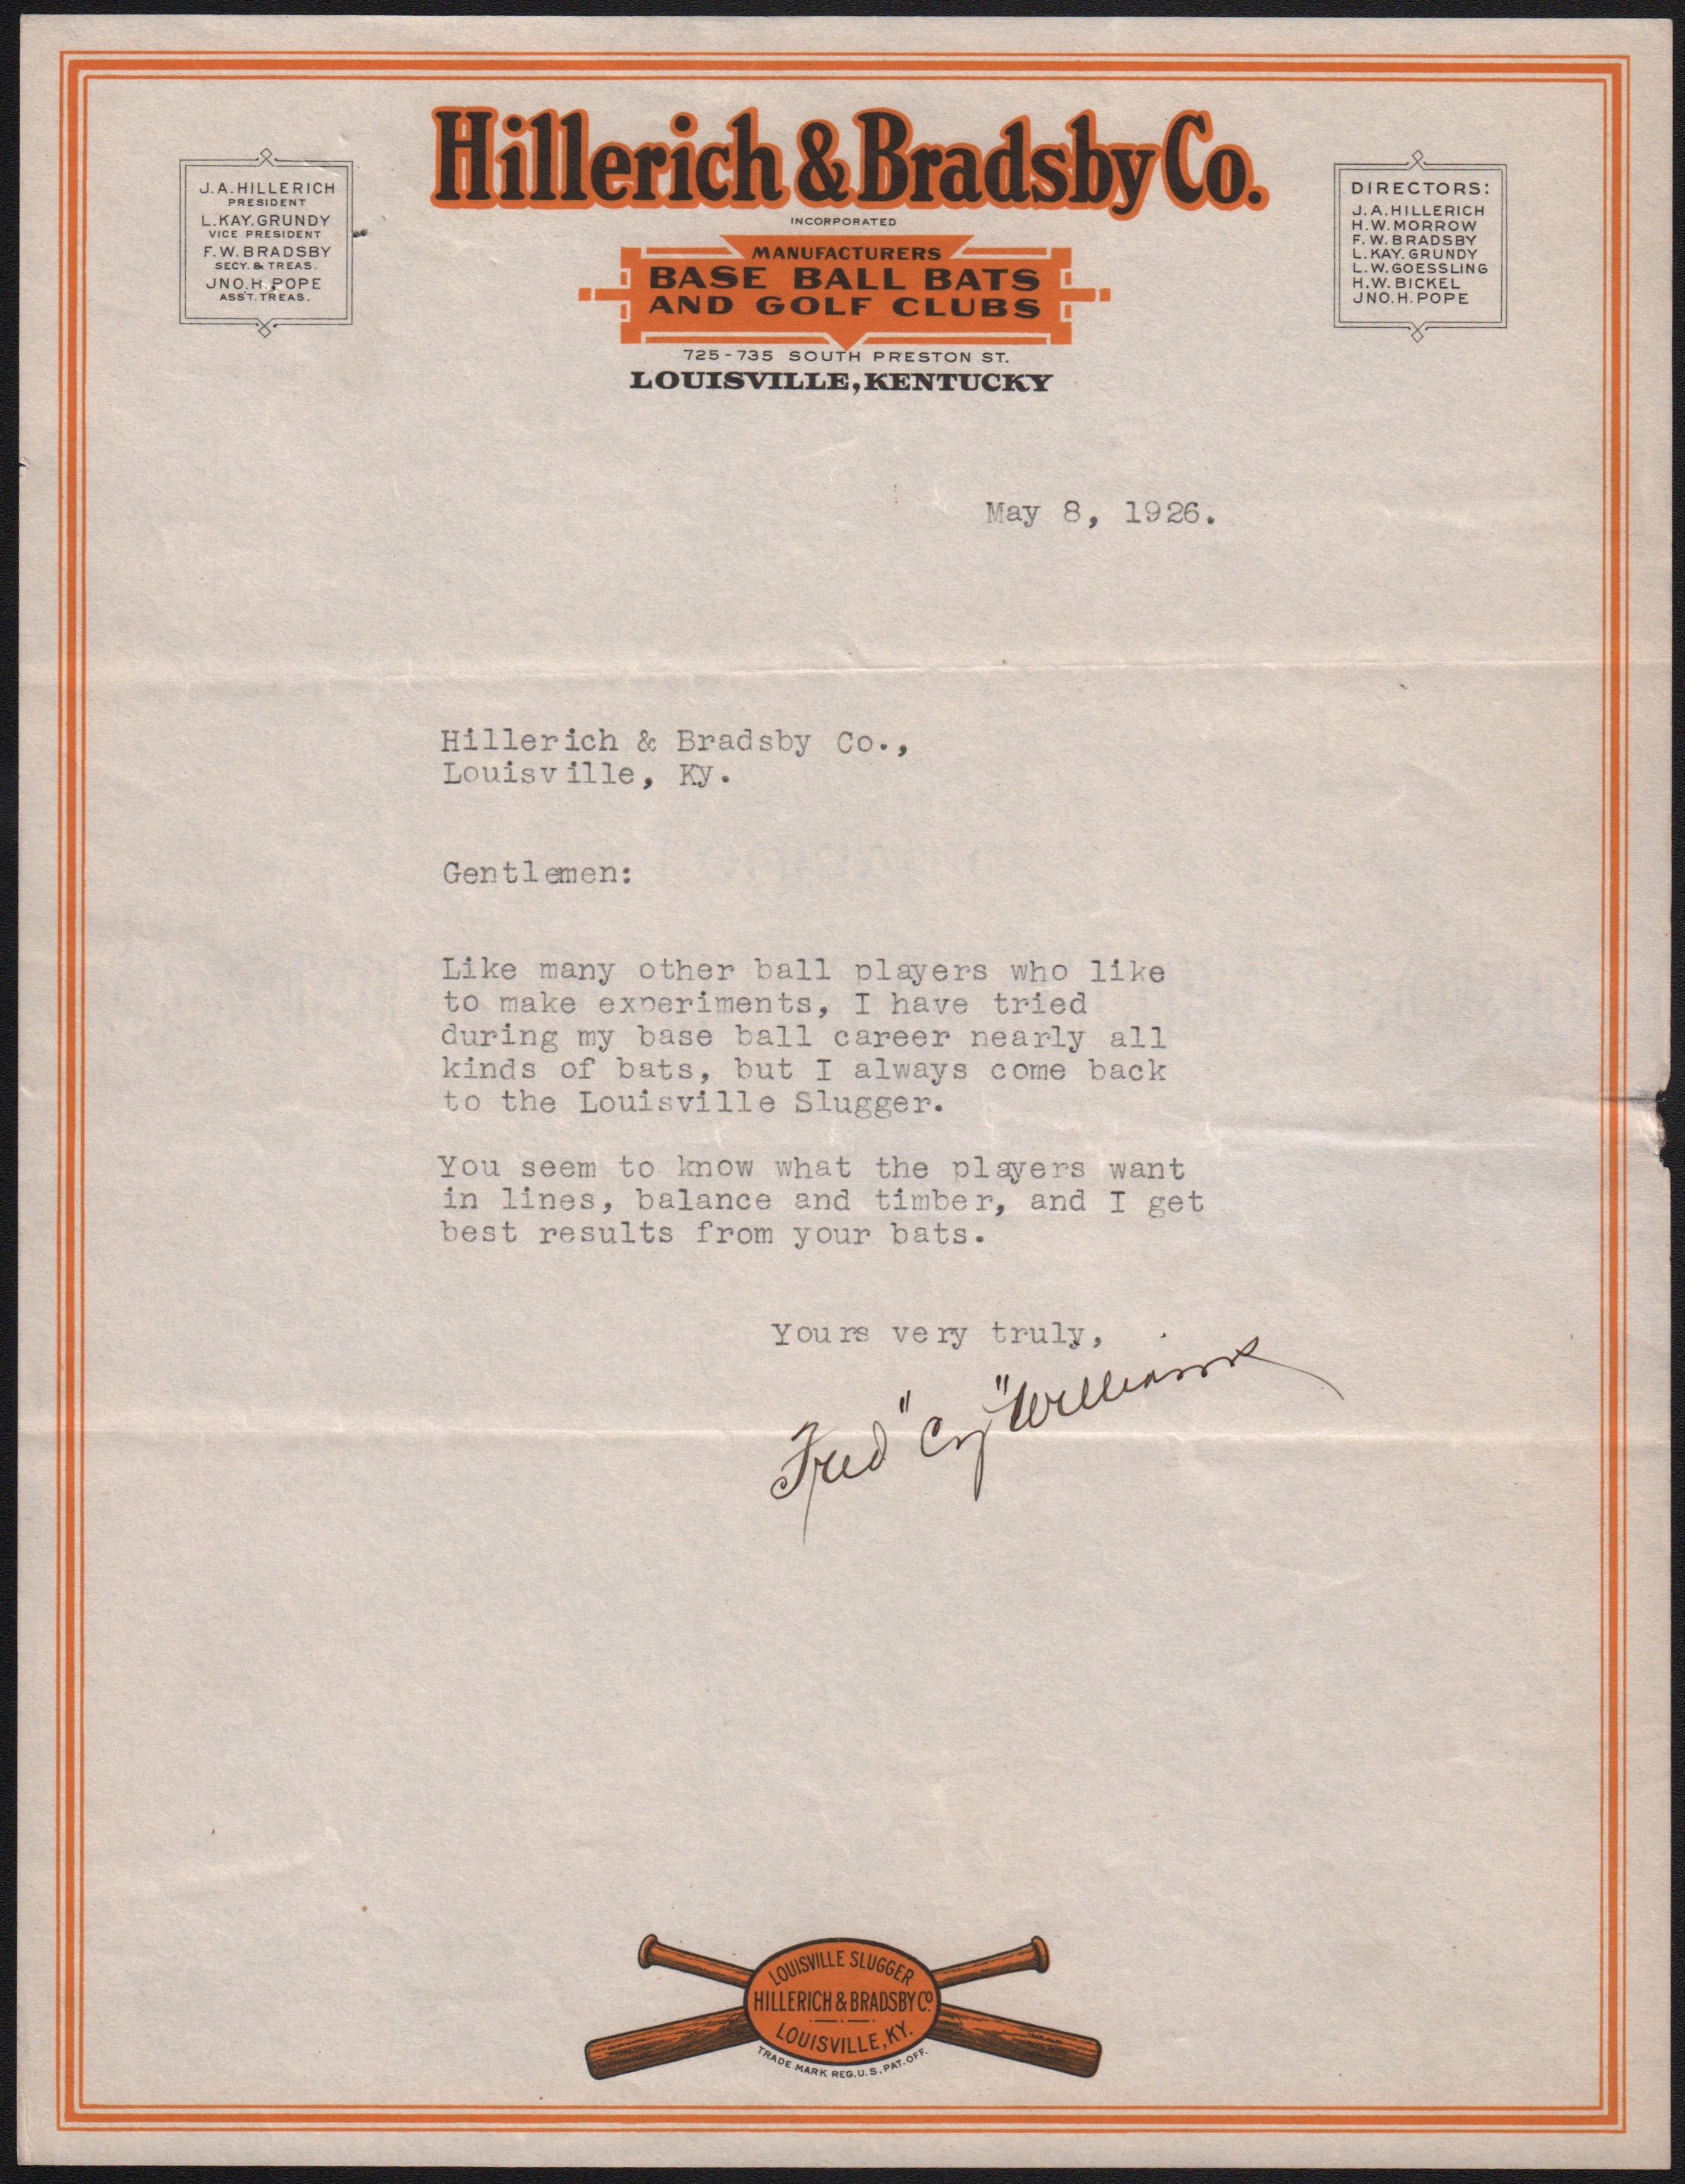 Hillerich & Bradsby Co.
INCORPORATED
MANUFACTURERS
BASE BALL BATS
AND GOLF CLUBS
725-735 SOUTH PRESTON ST.
LOUISVILLE, KENTUCKY
J.A.HILLERICH
PRESIDENT
L.KAY.GRUNDY
VICE PRESIDENT
F.W.BRADSBY
SECY. & TREAS.
JNO.H.POPE
ASS'T. TREAS.
DIRECTORS:
J.A.HILLERICH
H.W.MORROW
F.W.BRADSBY
L.KAY.GRUNDY
L.W.GOESSLING
H.W.BICKEL
JNO.H.POPE
May 8, 1926.
Hillerich & Bradsby Co.,
Louisville, Ky.
Gentlemen:
Like many other ball players who like
to make experiments, I have tried
during my base ball career nearly all
kinds of bats, but I always come back
to the Louisville Slugger.
You seem to know what the players want
in lines, balance and timber, and I get
best results from your bats.
Yours very truly,
Fred "Cy" Williams
LOUISVILLE SLUGGER
HILLERICH & BRADSBY CO.
LOUISVILLE, KY.
TRADE MARK REG. U.S. PAT. OFF.